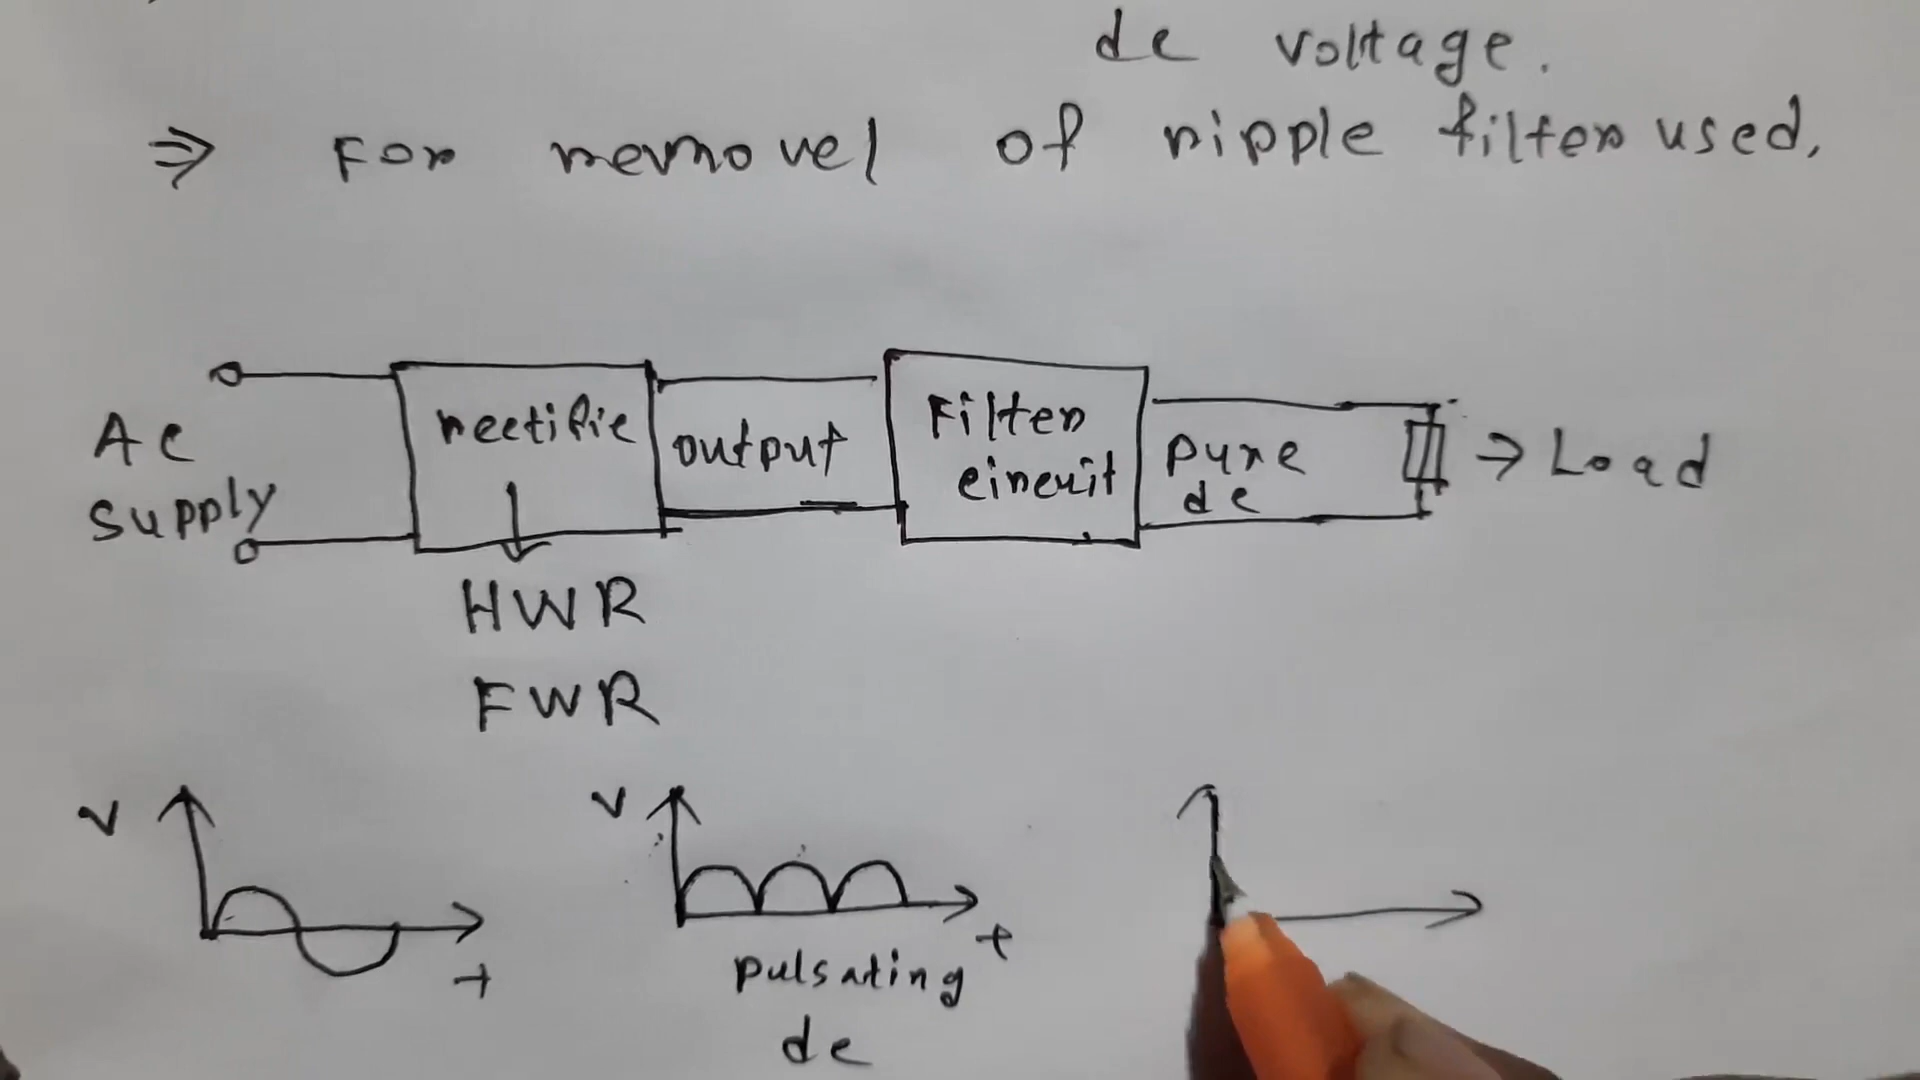 dc voltage.
⇒ For removel of ripple filter used.
AC
supply
rectifie
output
Filter
circuit
pure
dc
→ Load
HWR
FWR
V
t
V
t
pulsating
dc